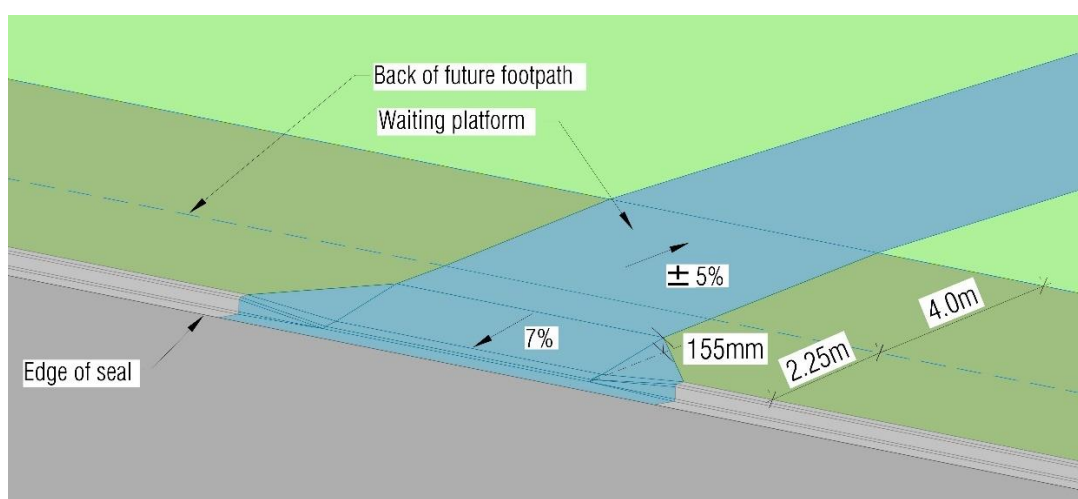 Back of future footpath
Waiting platform
± 5%
4.0m
7%
155mm
2.25m
Edge of seal